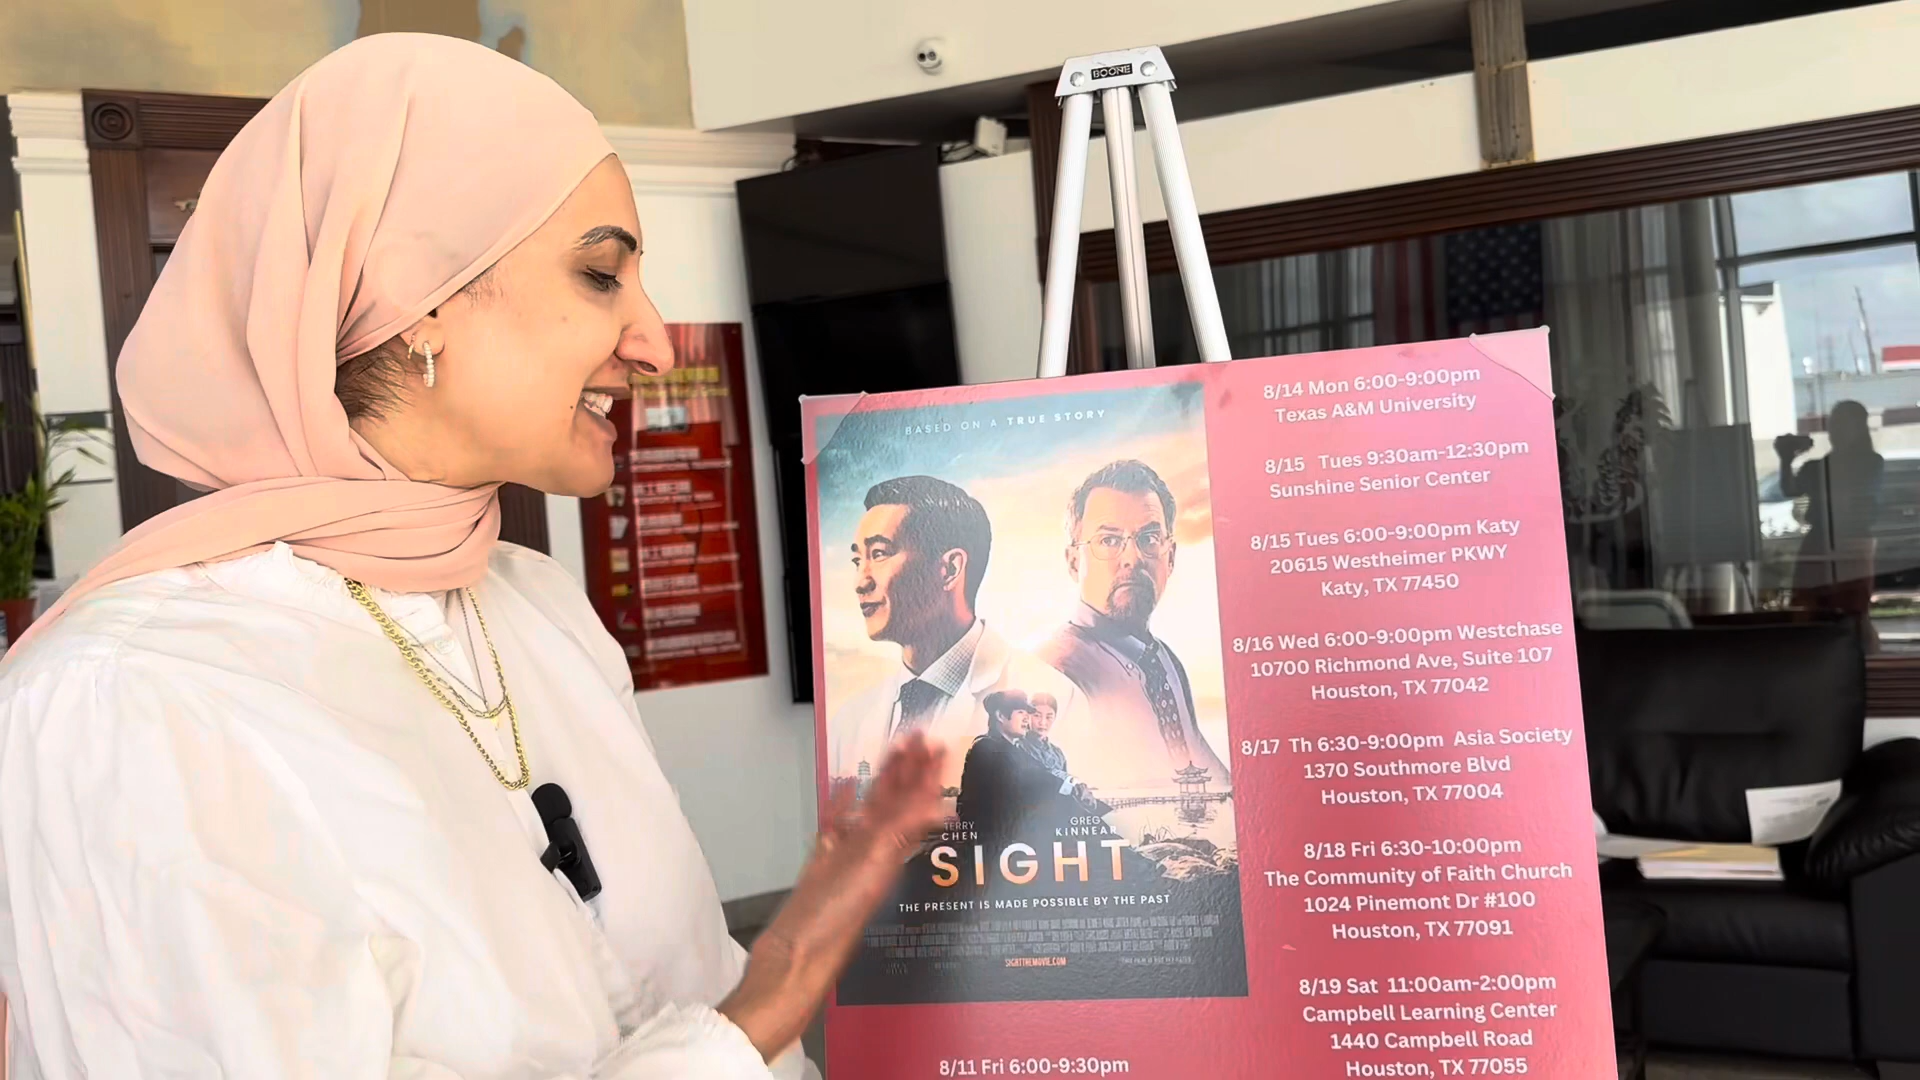 BOONE
BASED ON A TRUE STORY
TERRY
CHEN
GREG
KINNEAR
SIGHT
THE PRESENT IS MADE POSSIBLE BY THE PAST
SIGHTTHEMOVIE.COM
8/11 Fri 6:00-9:30pm
8/14 Mon 6:00-9:00pm
Texas A&M University
8/15 Tues 9:30am-12:30pm
Sunshine Senior Center
8/15 Tues 6:00-9:00pm Katy
20615 Westheimer PKWY
Katy, TX 77450
8/16 Wed 6:00-9:00pm Westchase
10700 Richmond Ave, Suite 107
Houston, TX 77042
8/17 Th 6:30-9:00pm Asia Society
1370 Southmore Blvd
Houston, TX 77004
8/18 Fri 6:30-10:00pm
The Community of Faith Church
1024 Pinemont Dr #100
Houston, TX 77091
8/19 Sat 11:00am-2:00pm
Campbell Learning Center
1440 Campbell Road
Houston, TX 77055